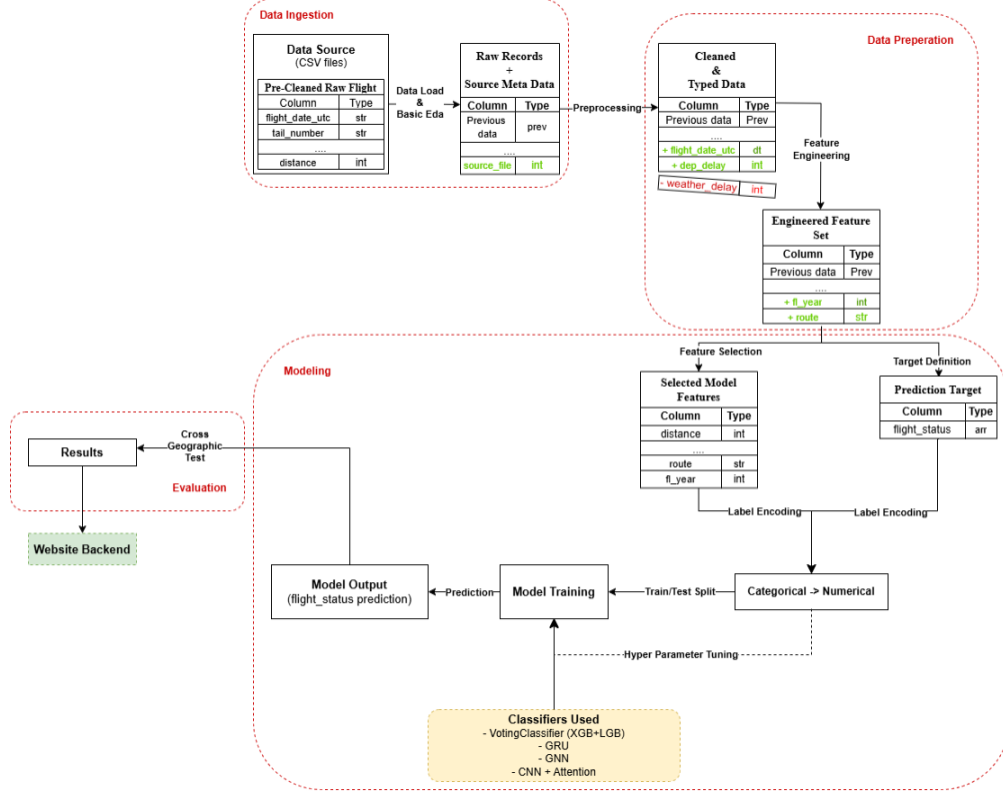 Data Ingestion
Data Source
(CSV files)
Pre-Cleaned Raw Flight
Column Type
flight_date_utc str
tail_number str
....
distance int
Data Load
&
Basic Eda
Raw Records
+
Source Meta Data
Column Type
Previous
data prev
....
source_file int
Preprocessing
Data Preperation
Cleaned
&
Typed Data
Column Type
Previous data Prev
....
+ flight_date_utc dt
+ dep_delay int
- weather_delay int
Feature
Engineering
Engineered Feature
Set
Column Type
Previous data Prev
....
+ fl_year int
+ route str
Modeling
Feature Selection
Target Definition
Selected Model
Features
Column Type
distance int
....
route str
fl_year int
Prediction Target
Column Type
flight_status arr
Label Encoding
Label Encoding
Categorical -> Numerical
Train/Test Split
Hyper Parameter Tuning
Model Training
Prediction
Model Output
(flight_status prediction)
Classifiers Used
- VotingClassifier (XGB+LGB)
- GRU
- GNN
- CNN + Attention
Cross
Geographic
Test
Results
Evaluation
Website Backend